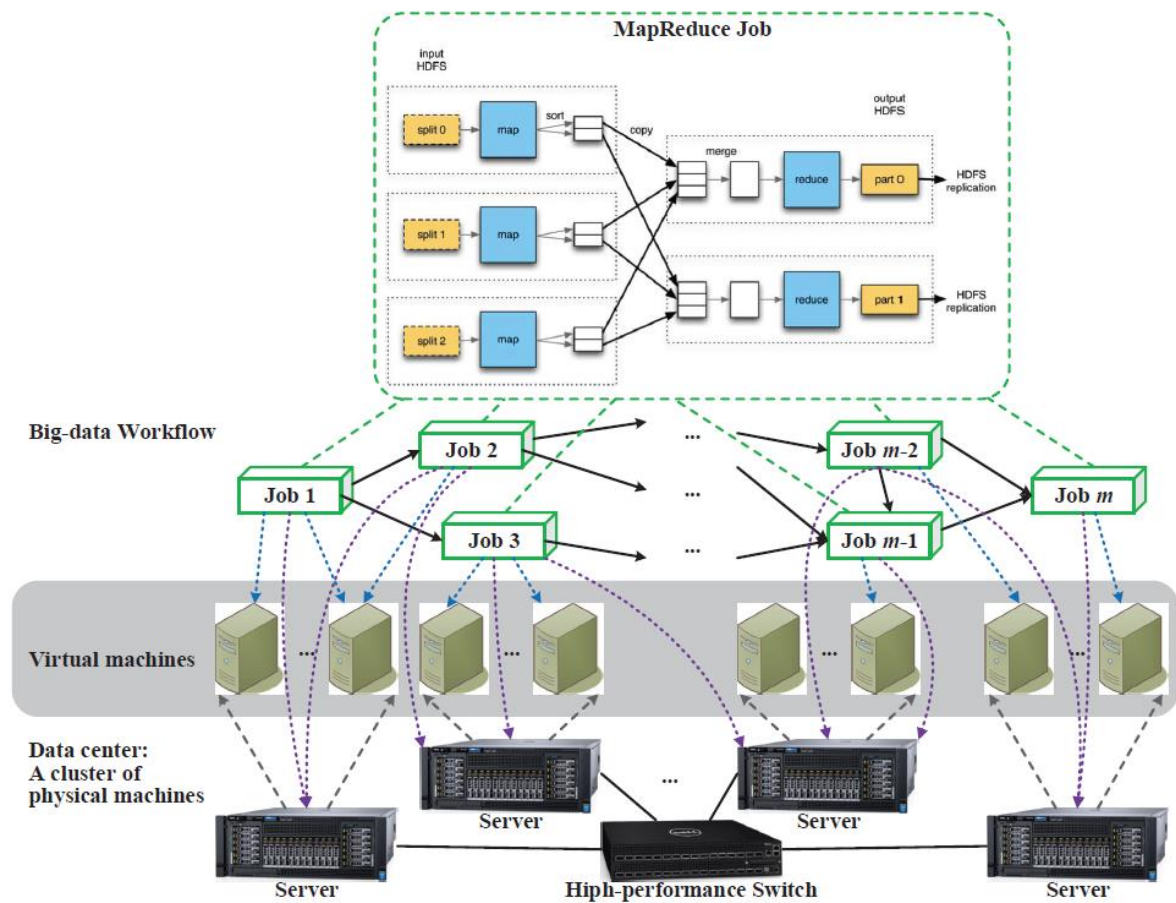 MapReduce Job
input
HDFS
output
HDFS
split 0
map
sort
copy
merge
reduce
part 0
HDFS
replication
split 1
map
split 2
map
reduce
part 1
HDFS
replication
Big-data Workflow
Job 1
Job 2
Job 3
...
...
...
Job m-2
Job m-1
Job m
Virtual machines
...
...
...
...
Data center:
A cluster of
physical machines
...
Server
Server
Server
Hiph-performance Switch
Server